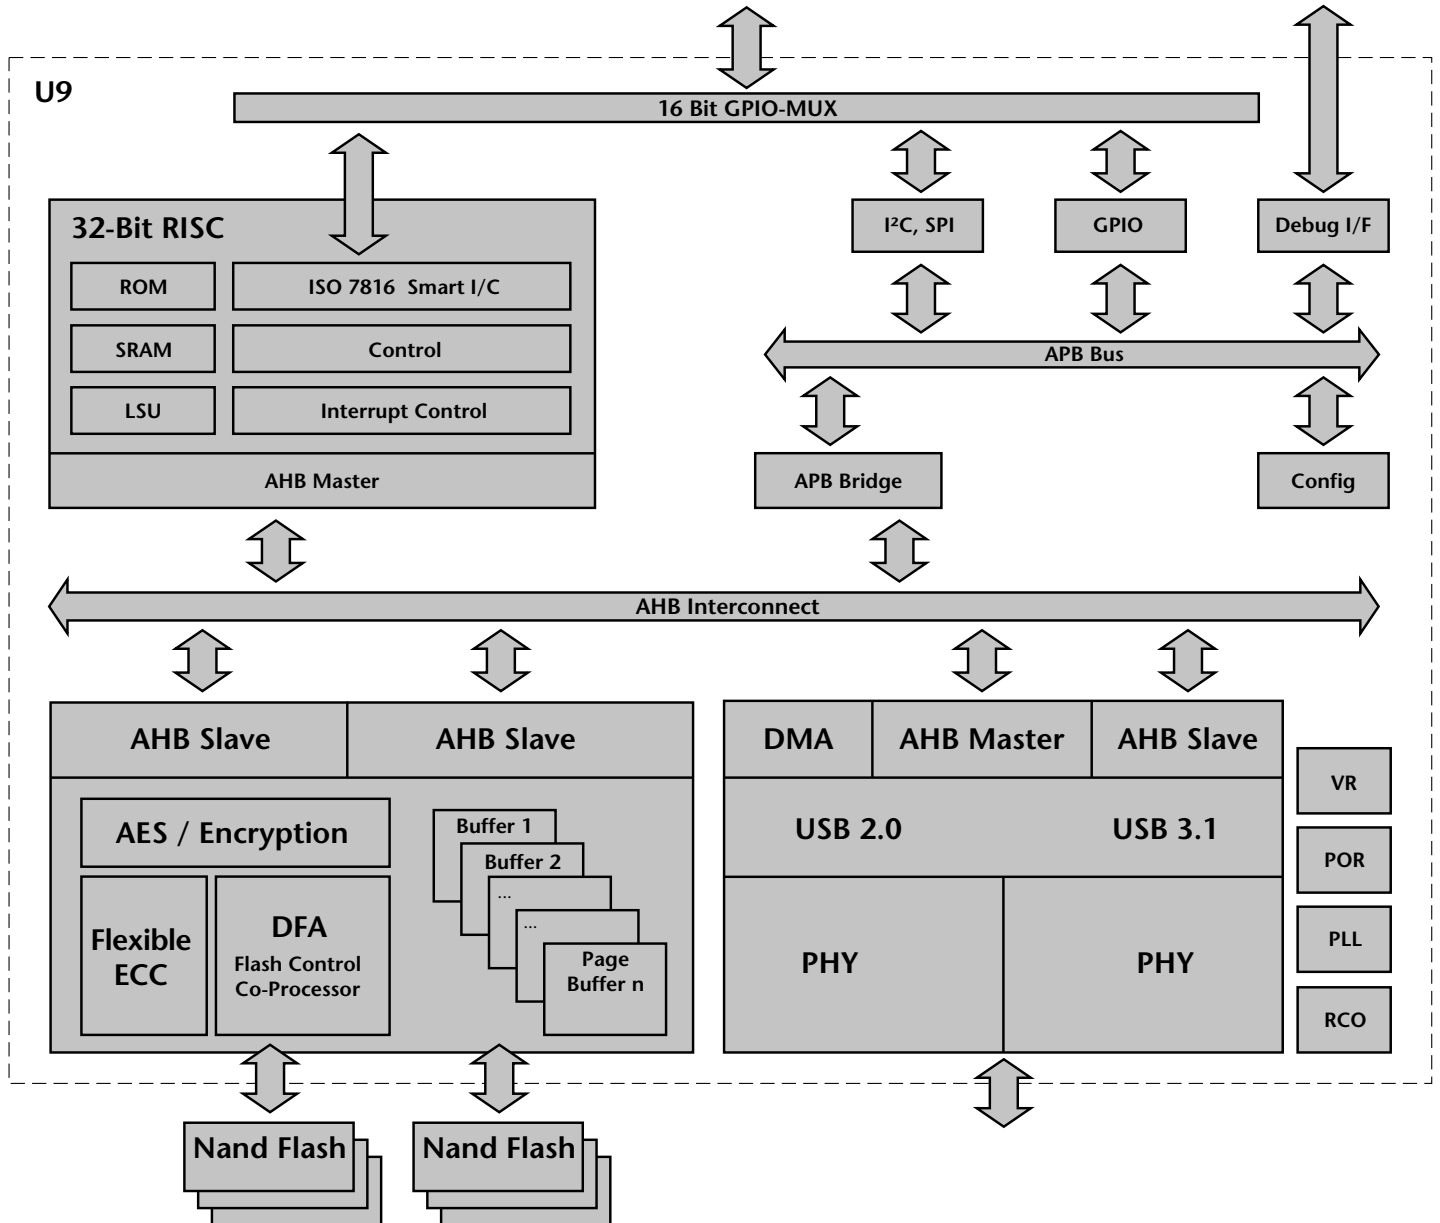 U9
16 Bit GPIO-MUX
32-Bit RISC
ROM
ISO 7816  Smart I/C
SRAM
Control
LSU
Interrupt Control
AHB Master
I²C, SPI
GPIO
Debug I/F
APB Bus
APB Bridge
Config
AHB Interconnect
AHB Slave
AHB Slave
AES / Encryption
Flexible
ECC
DFA
Flash Control
Co-Processor
Buffer 1
Buffer 2
...
...
Page
Buffer n
DMA
AHB Master
AHB Slave
USB 2.0
USB 3.1
PHY
PHY
VR
POR
PLL
RCO
Nand Flash
Nand Flash